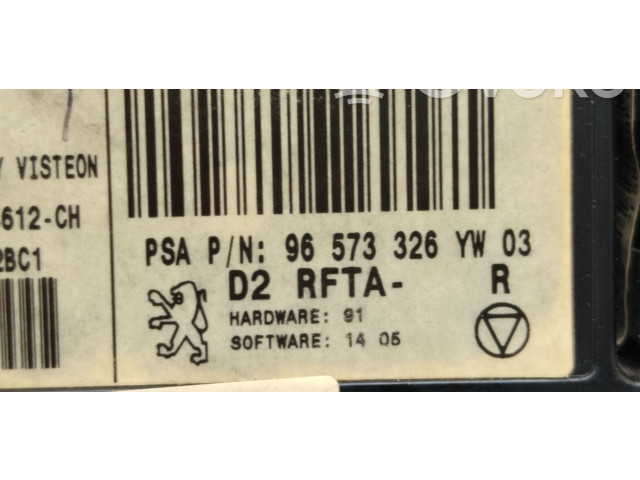 Y VISTEON
612-CH
2BC1
PSA P/N: 96 573 326 YW 03
D2 RFTA- R
HARDWARE: 91
SOFTWARE: 14 05